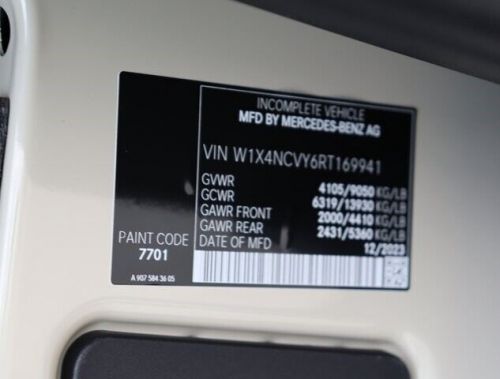 INCOMPLETE VEHICLE
MFD BY MERCEDES-BENZ AG
VIN W1X4NCVY6RT169941
GVWR 4105/9050 KG/LB
GCWR 6319/13930 KG/LB
GAWR FRONT 2000/4410 KG/LB
GAWR REAR 2431/5360 KG/LB
DATE OF MFD 12/2023
PAINT CODE
7701
A 907 584 36 05